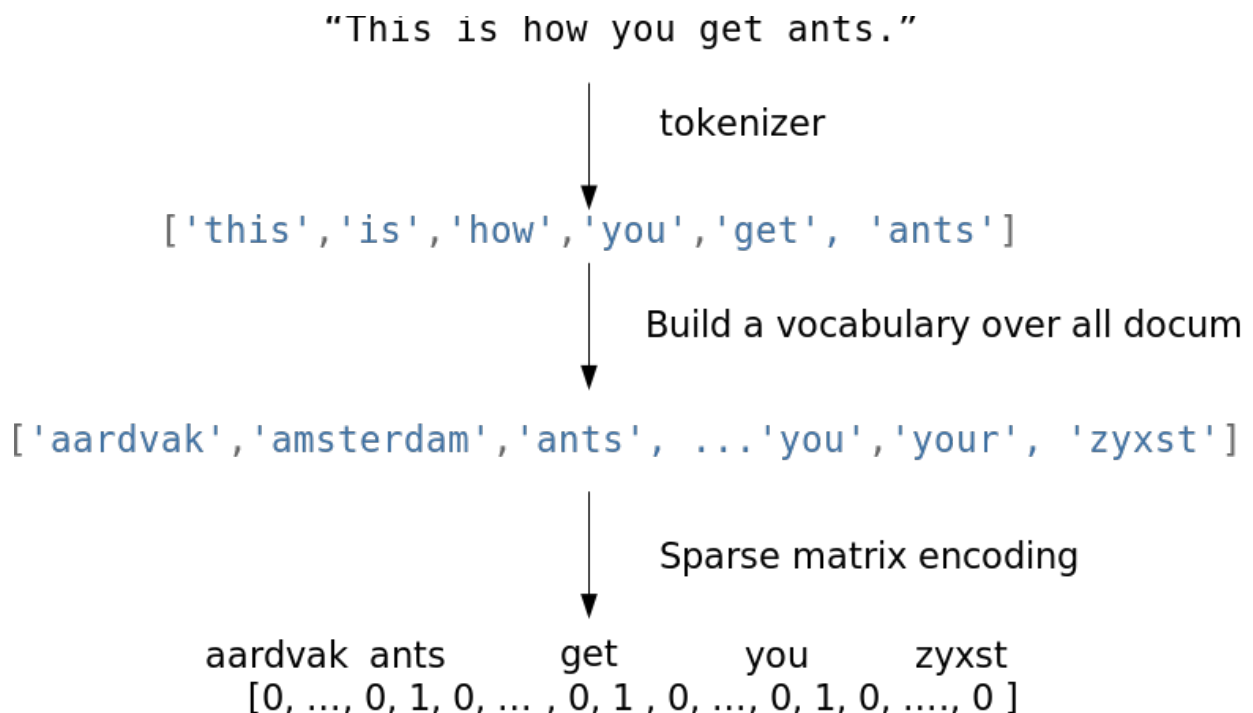 “This is how you get ants.”
tokenizer
['this','is','how','you','get', 'ants']
Build a vocabulary over all docum
['aardvak','amsterdam','ants', ...'you','your', 'zyxst']
Sparse matrix encoding
aardvak ants get you zyxst
[0, …, 0, 1, 0, … , 0, 1 , 0, …, 0, 1, 0, …., 0 ]